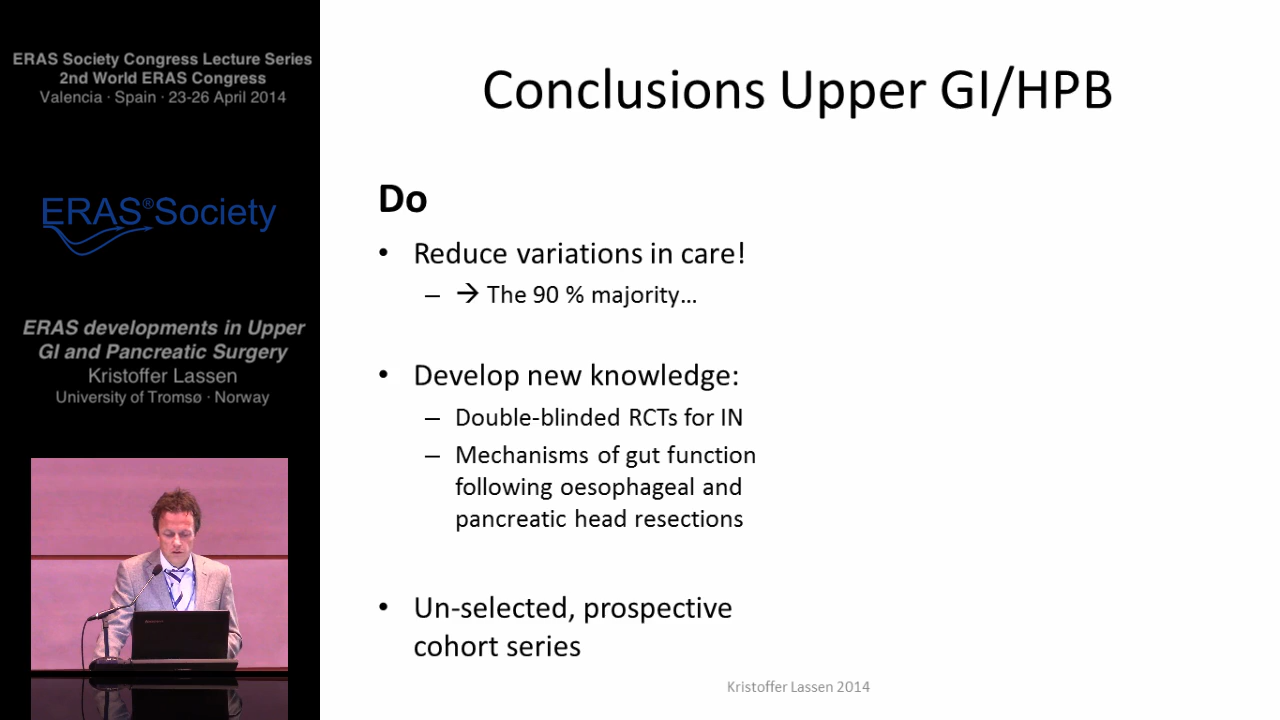 ERAS Society Congress Lecture Series
2nd World ERAS Congress
Valencia · Spain · 23-26 April 2014
ERAS®Society
ERAS developments in Upper
GI and Pancreatic Surgery
Kristoffer Lassen
University of Tromsø · Norway
Conclusions Upper GI/HPB
Do
• Reduce variations in care!
– → The 90 % majority…
• Develop new knowledge:
– Double-blinded RCTs for IN
– Mechanisms of gut function
following oesophageal and
pancreatic head resections
• Un-selected, prospective
cohort series
Kristoffer Lassen 2014